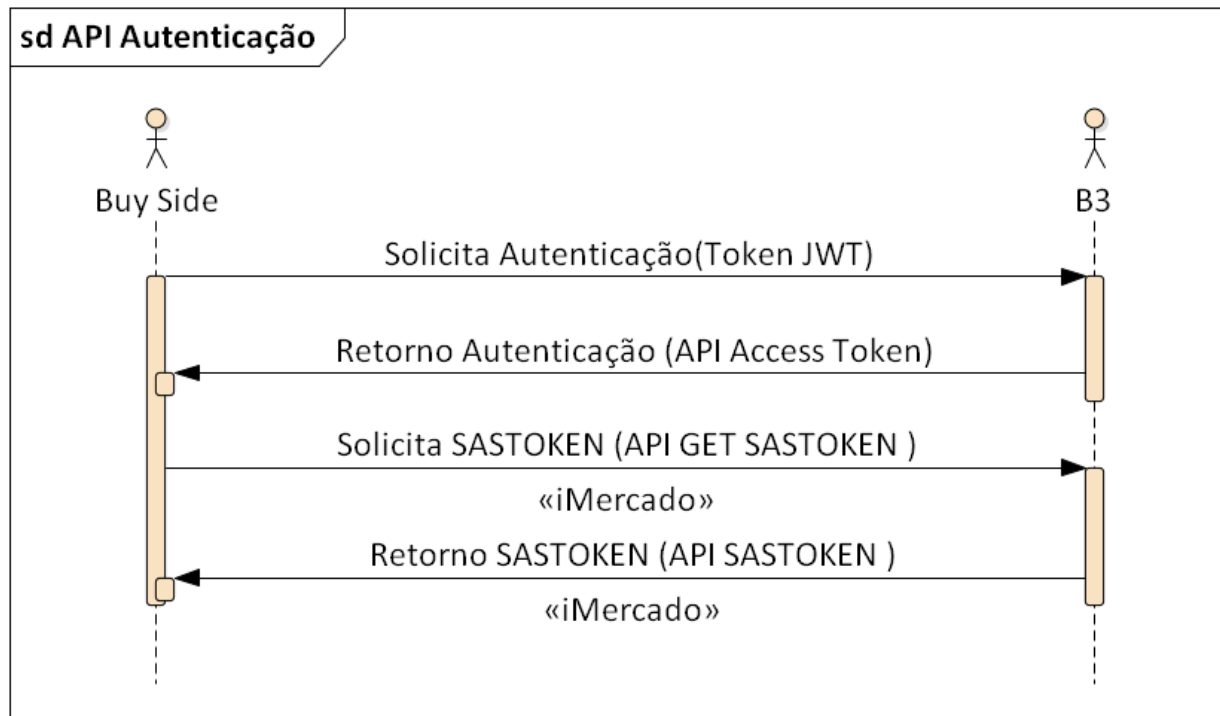 sd API Autenticação
Buy Side
B3
Solicita Autenticação(Token JWT)
Retorno Autenticação (API Access Token)
Solicita SASTOKEN (API GET SASTOKEN )
«iMercado»
Retorno SASTOKEN (API SASTOKEN )
«iMercado»